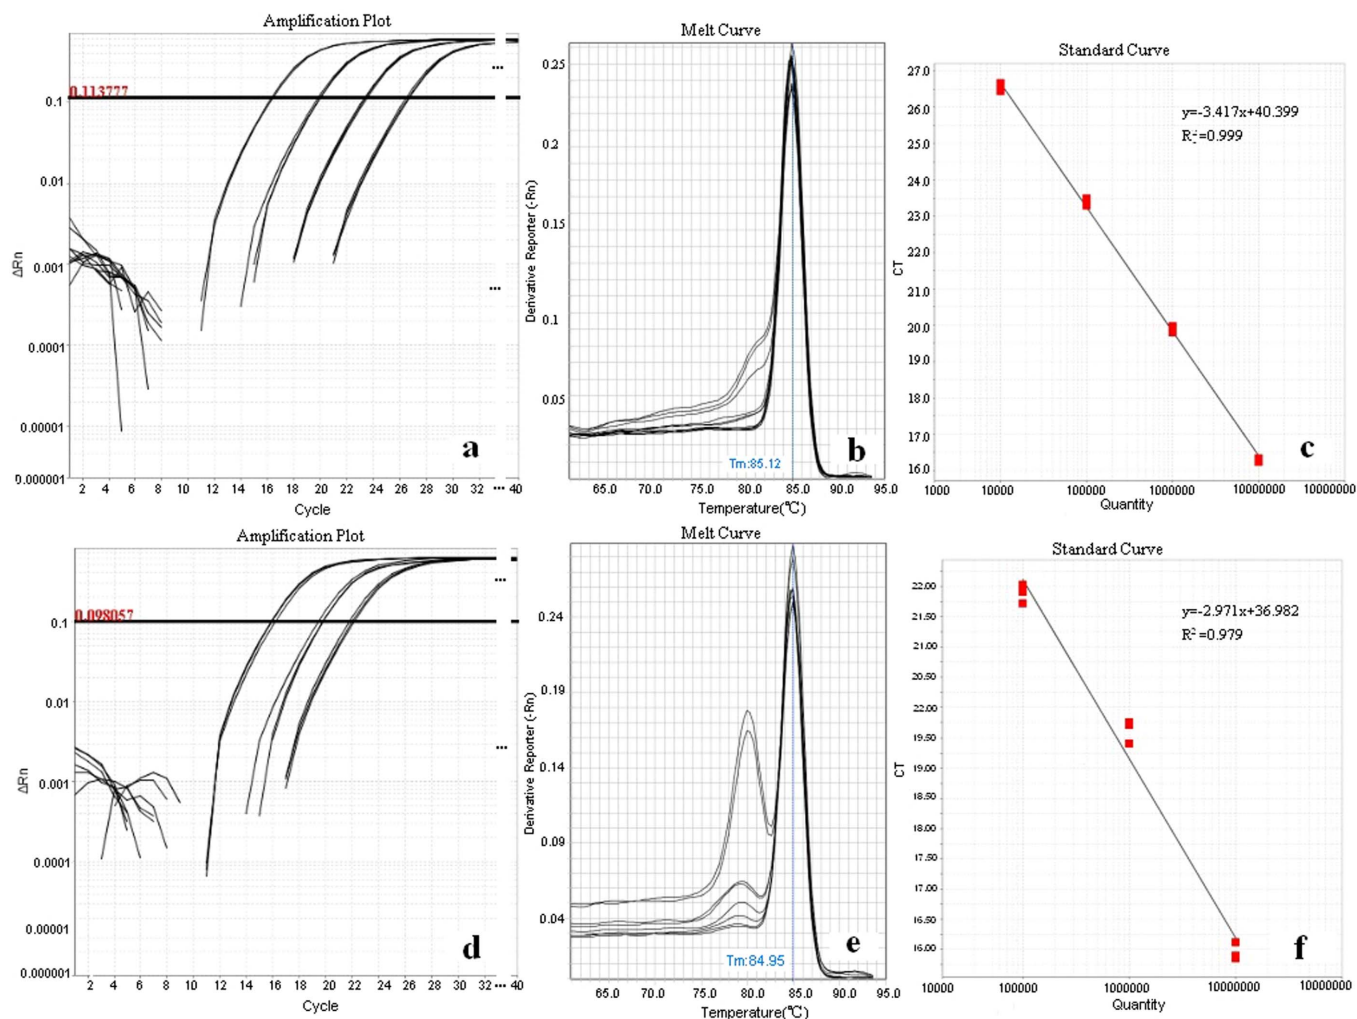 Amplification Plot
0.113777
0.1
0.01
0.001
0.0001
0.00001
0.000001
ΔRn
2 4 6 8 10 12 14 16 18 20 22 24 26 28 30 32 ... 40
Cycle
...
...
a
Melt Curve
0.25
0.2
0.15
0.1
0.05
Derivative Reporter (-Rn)
Tm:85.12
65.0 70.0 75.0 80.0 85.0 90.0 95.0
Temperature(℃)
b
Standard Curve
27.0
26.0
25.0
24.0
23.0
22.0
21.0
20.0
19.0
18.0
17.0
16.0
CT
y=-3.417x+40.399
R²=0.999
1000 10000 100000 1000000 10000000 100000000
Quantity
c
Amplification Plot
0.098057
0.1
0.01
0.001
0.0001
0.00001
0.000001
ΔRn
2 4 6 8 10 12 14 16 18 20 22 24 26 28 30 32 ... 40
Cycle
...
...
d
Melt Curve
0.24
0.19
0.14
0.09
0.04
Derivative Reporter (-Rn)
Tm:84.95
65.0 70.0 75.0 80.0 85.0 90.0 95.0
Temperature(℃)
e
Standard Curve
22.00
21.50
21.00
22.50
20.00
19.50
19.00
18.50
18.00
17.50
17.00
16.50
16.00
CT
y=-2.971x+36.982
R²=0.979
10000 100000 1000000 10000000 100000000
Quantity
f